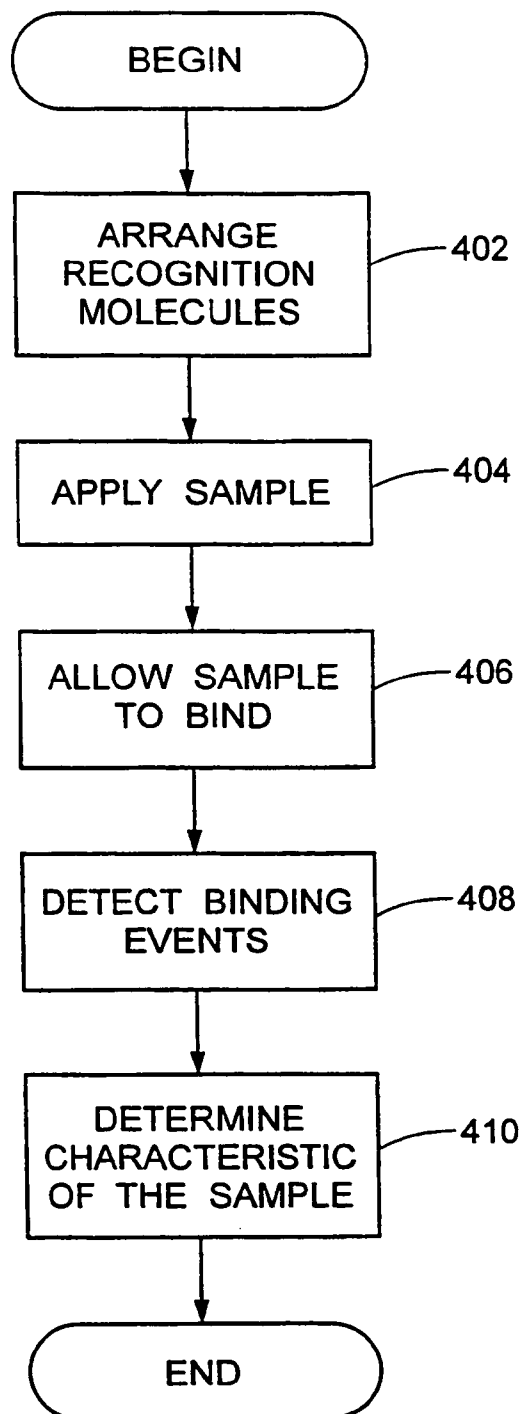 BEGIN
ARRANGE
RECOGNITION
MOLECULES
402
APPLY SAMPLE
404
ALLOW SAMPLE
TO BIND
406
DETECT BINDING
EVENTS
408
DETERMINE
CHARACTERISTIC
OF THE SAMPLE
410
END